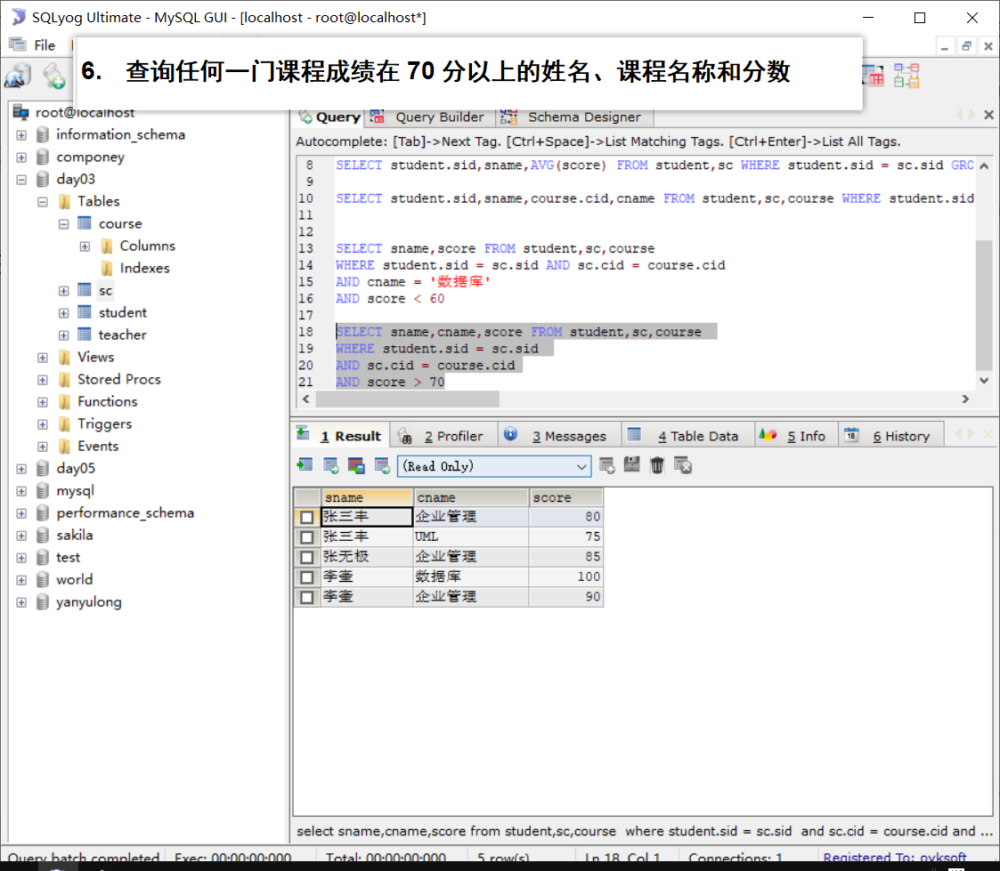 SQLyog Ultimate - MySQL GUI - [localhost - root@localhost*]
File
6. 查询任何一门课程成绩在 70 分以上的姓名、课程名称和分数
root@localhost
information_schema
componey
day03
Tables
course
Columns
Indexes
sc
student
teacher
Views
Stored Procs
Functions
Triggers
Events
day05
mysql
performance_schema
sakila
test
world
yanyulong
Query Query Builder Schema Designer
Autocomplete: [Tab]->Next Tag. [Ctrl+Space]->List Matching Tags. [Ctrl+Enter]->List All Tags.
8 SELECT student.sid,sname,AVG(score) FROM student,sc WHERE student.sid = sc.sid GRO
9
10 SELECT student.sid,sname,course.cid,cname FROM student,sc,course WHERE student.sid
11
12
13 SELECT sname,score FROM student,sc,course
14 WHERE student.sid = sc.sid AND sc.cid = course.cid
15 AND cname = '数据库'
16 AND score < 60
17
18 SELECT sname,cname,score FROM student,sc,course
19 WHERE student.sid = sc.sid
20 AND sc.cid = course.cid
21 AND score > 70
1 Result 2 Profiler 3 Messages 4 Table Data 5 Info 18 6 History
(Read Only)
sname cname score
张三丰 企业管理 80
张三丰 UML 75
张无极 企业管理 85
李奎 数据库 100
李奎 企业管理 90
select sname,cname,score from student,sc,course where student.sid = sc.sid and sc.cid = course.cid and ...
Query batch completed Exec: 00:00:00:000 Total: 00:00:00:000 5 row(s) Ln 18, Col 1 Connections: 1 Registered To: ovksoft